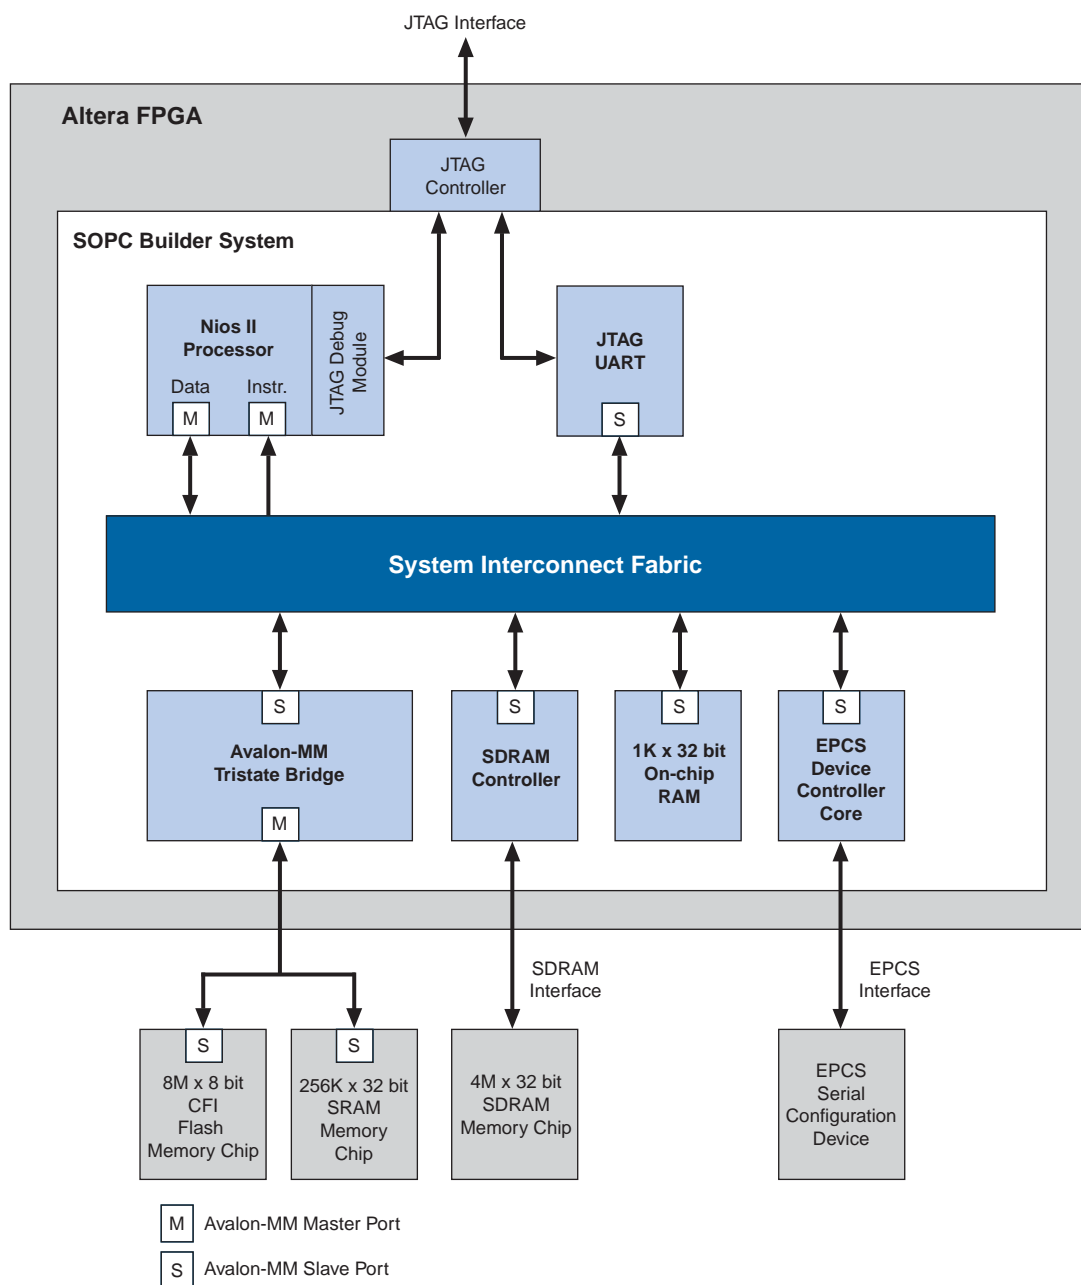 JTAG Interface
Altera FPGA
JTAG
Controller
SOPC Builder System
Nios II
Processor
Data
Instr.
M
M
JTAG Debug
Module
JTAG
UART
S
System Interconnect Fabric
S
Avalon-MM
Tristate Bridge
M
S
SDRAM
Controller
S
1K x 32 bit
On-chip
RAM
S
EPCS
Device
Controller
Core
SDRAM
Interface
EPCS
Interface
S
8M x 8 bit
CFI
Flash
Memory Chip
S
256K x 32 bit
SRAM
Memory
Chip
4M x 32 bit
SDRAM
Memory Chip
EPCS
Serial
Configuration
Device
M Avalon-MM Master Port
S Avalon-MM Slave Port